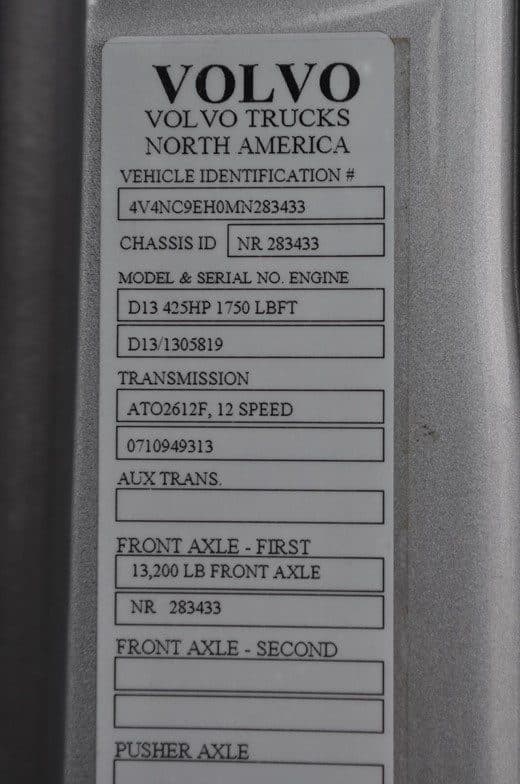 VOLVO
VOLVO TRUCKS
NORTH AMERICA
VEHICLE IDENTIFICATION #
4V4NC9EH0MN283433
CHASSIS ID NR 283433
MODEL & SERIAL NO. ENGINE
D13 425HP 1750 LBFT
D13/1305819
TRANSMISSION
ATO2612F, 12 SPEED
0710949313
AUX TRANS.
FRONT AXLE - FIRST
13,200 LB FRONT AXLE
NR 283433
FRONT AXLE - SECOND
PUSHER AXLE